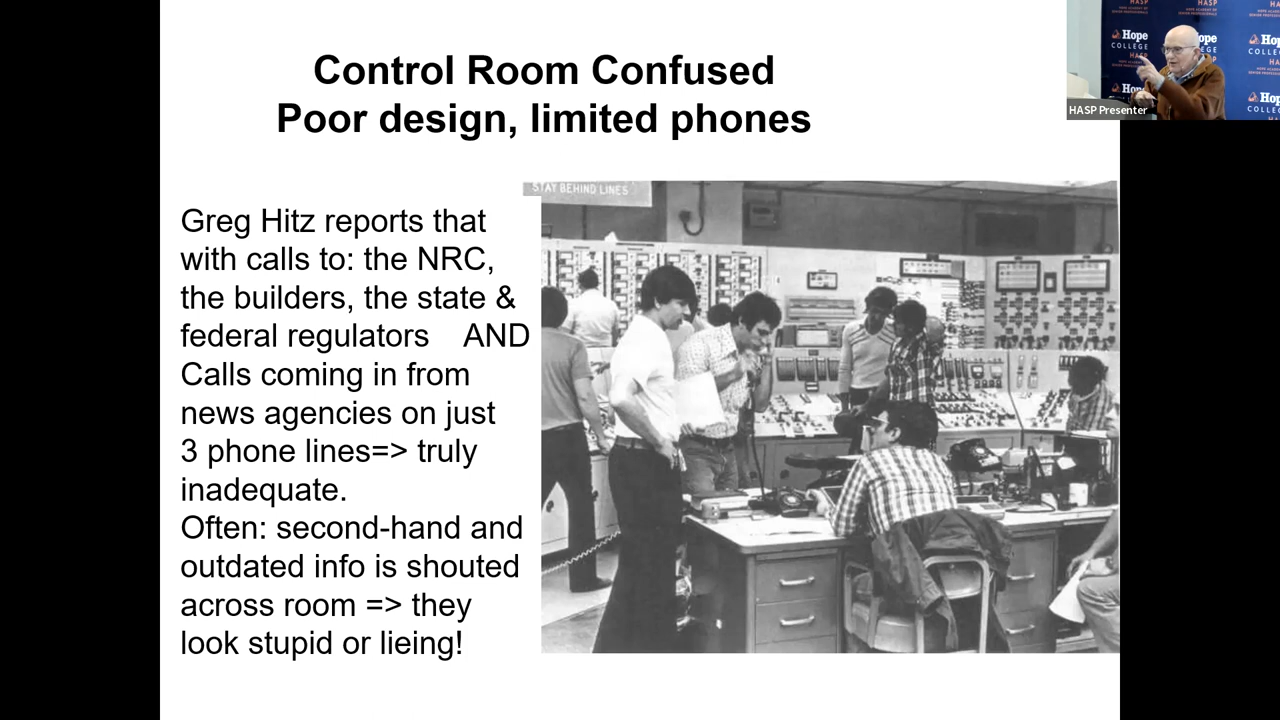 Control Room Confused
Poor design, limited phones
HASP
Hope
COLLEGE
HASP
HASP Presenter
STAY BEHIND LINES
Greg Hitz reports that
with calls to: the NRC,
the builders, the state &
federal regulators AND
Calls coming in from
news agencies on just
3 phone lines=> truly
inadequate.
Often: second-hand and
outdated info is shouted
across room => they
look stupid or lieing!